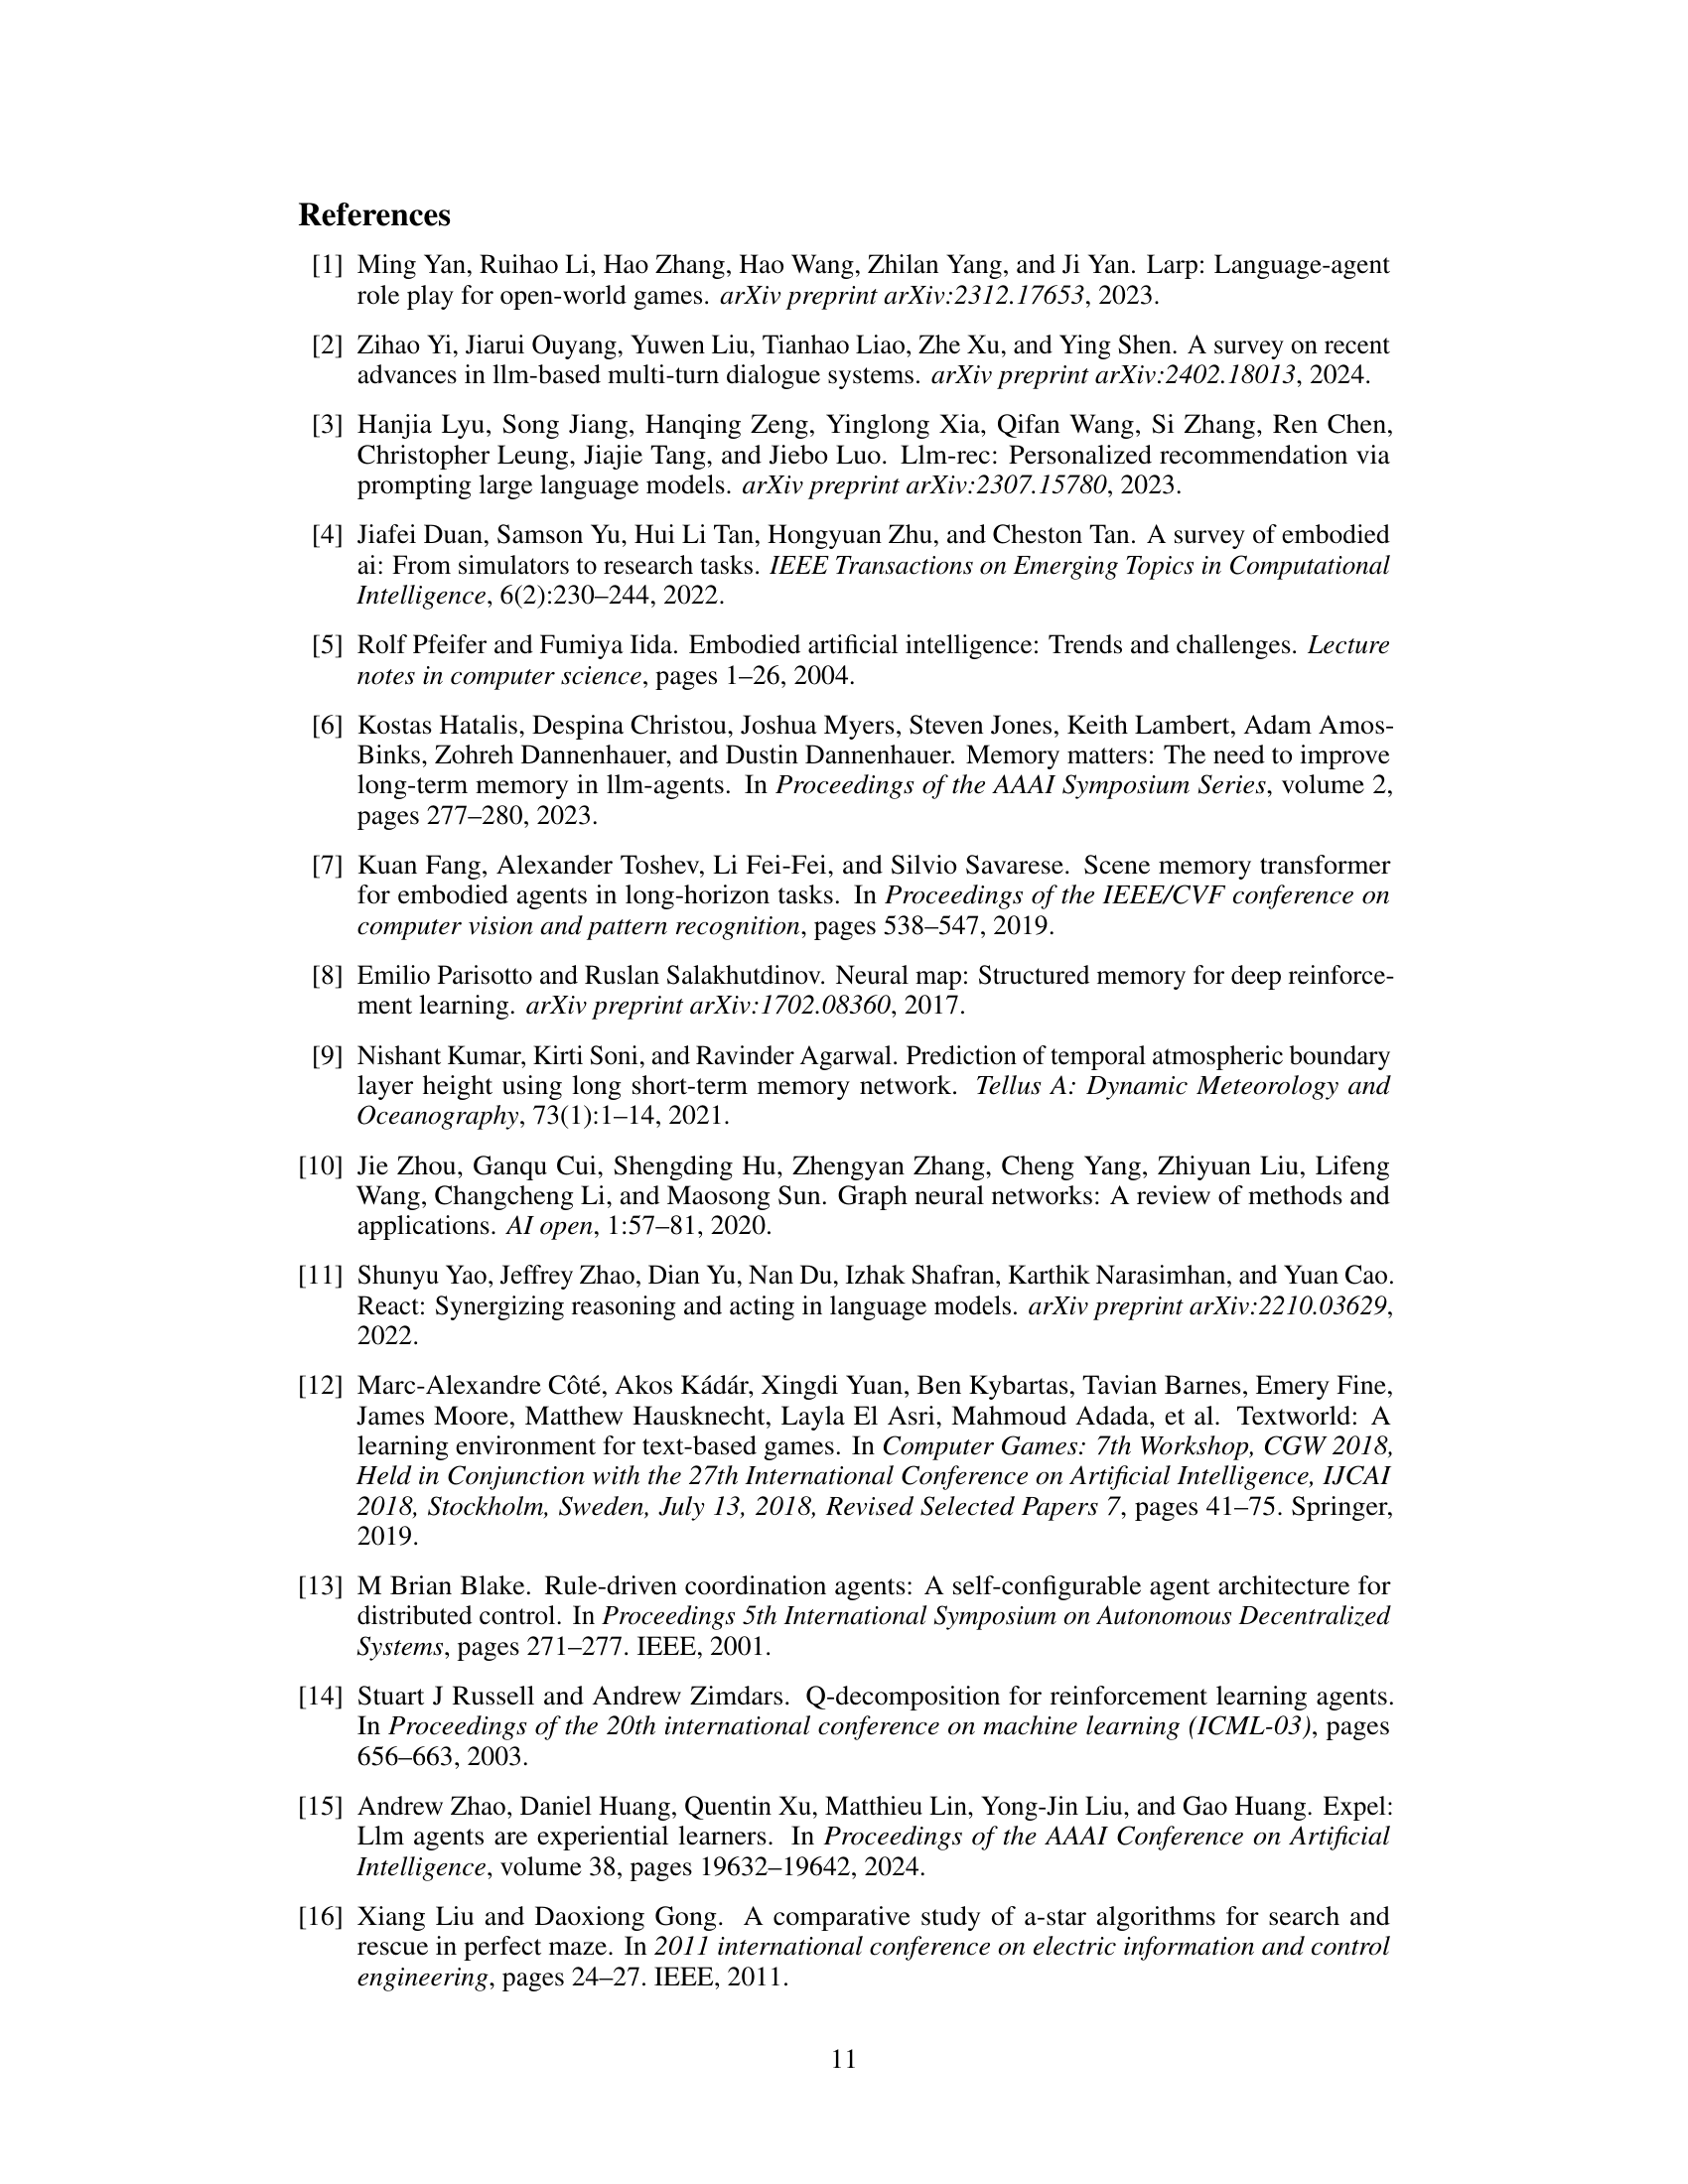 References
[1] Ming Yan, Ruihao Li, Hao Zhang, Hao Wang, Zhilan Yang, and Ji Yan. Larp: Language-agent
role play for open-world games. arXiv preprint arXiv:2312.17653, 2023.
[2] Zihao Yi, Jiarui Ouyang, Yuwen Liu, Tianhao Liao, Zhe Xu, and Ying Shen. A survey on recent
advances in llm-based multi-turn dialogue systems. arXiv preprint arXiv:2402.18013, 2024.
[3] Hanjia Lyu, Song Jiang, Hanqing Zeng, Yinglong Xia, Qifan Wang, Si Zhang, Ren Chen,
Christopher Leung, Jiajie Tang, and Jiebo Luo. Llm-rec: Personalized recommendation via
prompting large language models. arXiv preprint arXiv:2307.15780, 2023.
[4] Jiafei Duan, Samson Yu, Hui Li Tan, Hongyuan Zhu, and Cheston Tan. A survey of embodied
ai: From simulators to research tasks. IEEE Transactions on Emerging Topics in Computational
Intelligence, 6(2):230–244, 2022.
[5] Rolf Pfeifer and Fumiya Iida. Embodied artificial intelligence: Trends and challenges. Lecture
notes in computer science, pages 1–26, 2004.
[6] Kostas Hatalis, Despina Christou, Joshua Myers, Steven Jones, Keith Lambert, Adam Amos-
Binks, Zohreh Dannenhauer, and Dustin Dannenhauer. Memory matters: The need to improve
long-term memory in llm-agents. In Proceedings of the AAAI Symposium Series, volume 2,
pages 277–280, 2023.
[7] Kuan Fang, Alexander Toshev, Li Fei-Fei, and Silvio Savarese. Scene memory transformer
for embodied agents in long-horizon tasks. In Proceedings of the IEEE/CVF conference on
computer vision and pattern recognition, pages 538–547, 2019.
[8] Emilio Parisotto and Ruslan Salakhutdinov. Neural map: Structured memory for deep reinforce-
ment learning. arXiv preprint arXiv:1702.08360, 2017.
[9] Nishant Kumar, Kirti Soni, and Ravinder Agarwal. Prediction of temporal atmospheric boundary
layer height using long short-term memory network. Tellus A: Dynamic Meteorology and
Oceanography, 73(1):1–14, 2021.
[10] Jie Zhou, Ganqu Cui, Shengding Hu, Zhengyan Zhang, Cheng Yang, Zhiyuan Liu, Lifeng
Wang, Changcheng Li, and Maosong Sun. Graph neural networks: A review of methods and
applications. AI open, 1:57–81, 2020.
[11] Shunyu Yao, Jeffrey Zhao, Dian Yu, Nan Du, Izhak Shafran, Karthik Narasimhan, and Yuan Cao.
React: Synergizing reasoning and acting in language models. arXiv preprint arXiv:2210.03629,
2022.
[12] Marc-Alexandre Côté, Akos Kádár, Xingdi Yuan, Ben Kybartas, Tavian Barnes, Emery Fine,
James Moore, Matthew Hausknecht, Layla El Asri, Mahmoud Adada, et al. Textworld: A
learning environment for text-based games. In Computer Games: 7th Workshop, CGW 2018,
Held in Conjunction with the 27th International Conference on Artificial Intelligence, IJCAI
2018, Stockholm, Sweden, July 13, 2018, Revised Selected Papers 7, pages 41–75. Springer,
2019.
[13] M Brian Blake. Rule-driven coordination agents: A self-configurable agent architecture for
distributed control. In Proceedings 5th International Symposium on Autonomous Decentralized
Systems, pages 271–277. IEEE, 2001.
[14] Stuart J Russell and Andrew Zimdars. Q-decomposition for reinforcement learning agents.
In Proceedings of the 20th international conference on machine learning (ICML-03), pages
656–663, 2003.
[15] Andrew Zhao, Daniel Huang, Quentin Xu, Matthieu Lin, Yong-Jin Liu, and Gao Huang. Expel:
Llm agents are experiential learners. In Proceedings of the AAAI Conference on Artificial
Intelligence, volume 38, pages 19632–19642, 2024.
[16] Xiang Liu and Daoxiong Gong. A comparative study of a-star algorithms for search and
rescue in perfect maze. In 2011 international conference on electric information and control
engineering, pages 24–27. IEEE, 2011.
11